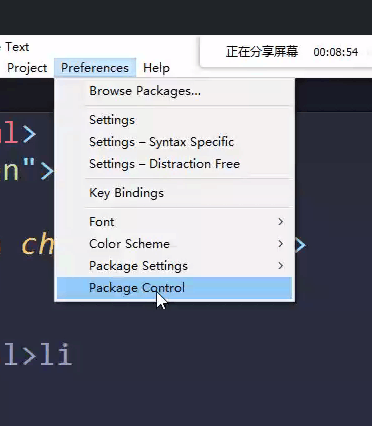 Text
正在分享屏幕 00:08:54
Project Preferences Help
Browse Packages...
Settings
Settings – Syntax Specific
Settings – Distraction Free
Key Bindings
Font
Color Scheme
Package Settings
Package Control
l>
n">
ch
>
l>li